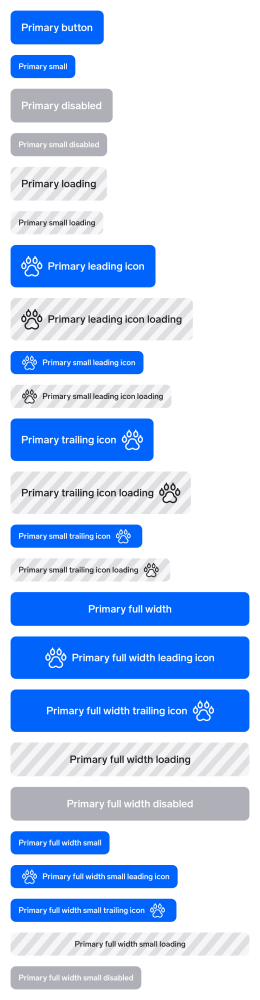 Primary button
Primary small
Primary disabled
Primary small disabled
Primary loading
Primary small loading
Primary leading icon
Primary leading icon loading
Primary small leading icon
Primary small leading icon loading
Primary trailing icon
Primary trailing icon loading
Primary small trailing icon
Primary small trailing icon loading
Primary full width
Primary full width leading icon
Primary full width trailing icon
Primary full width loading
Primary full width disabled
Primary full width small
Primary full width small leading icon
Primary full width small trailing icon
Primary full width small loading
Primary full width small disabled